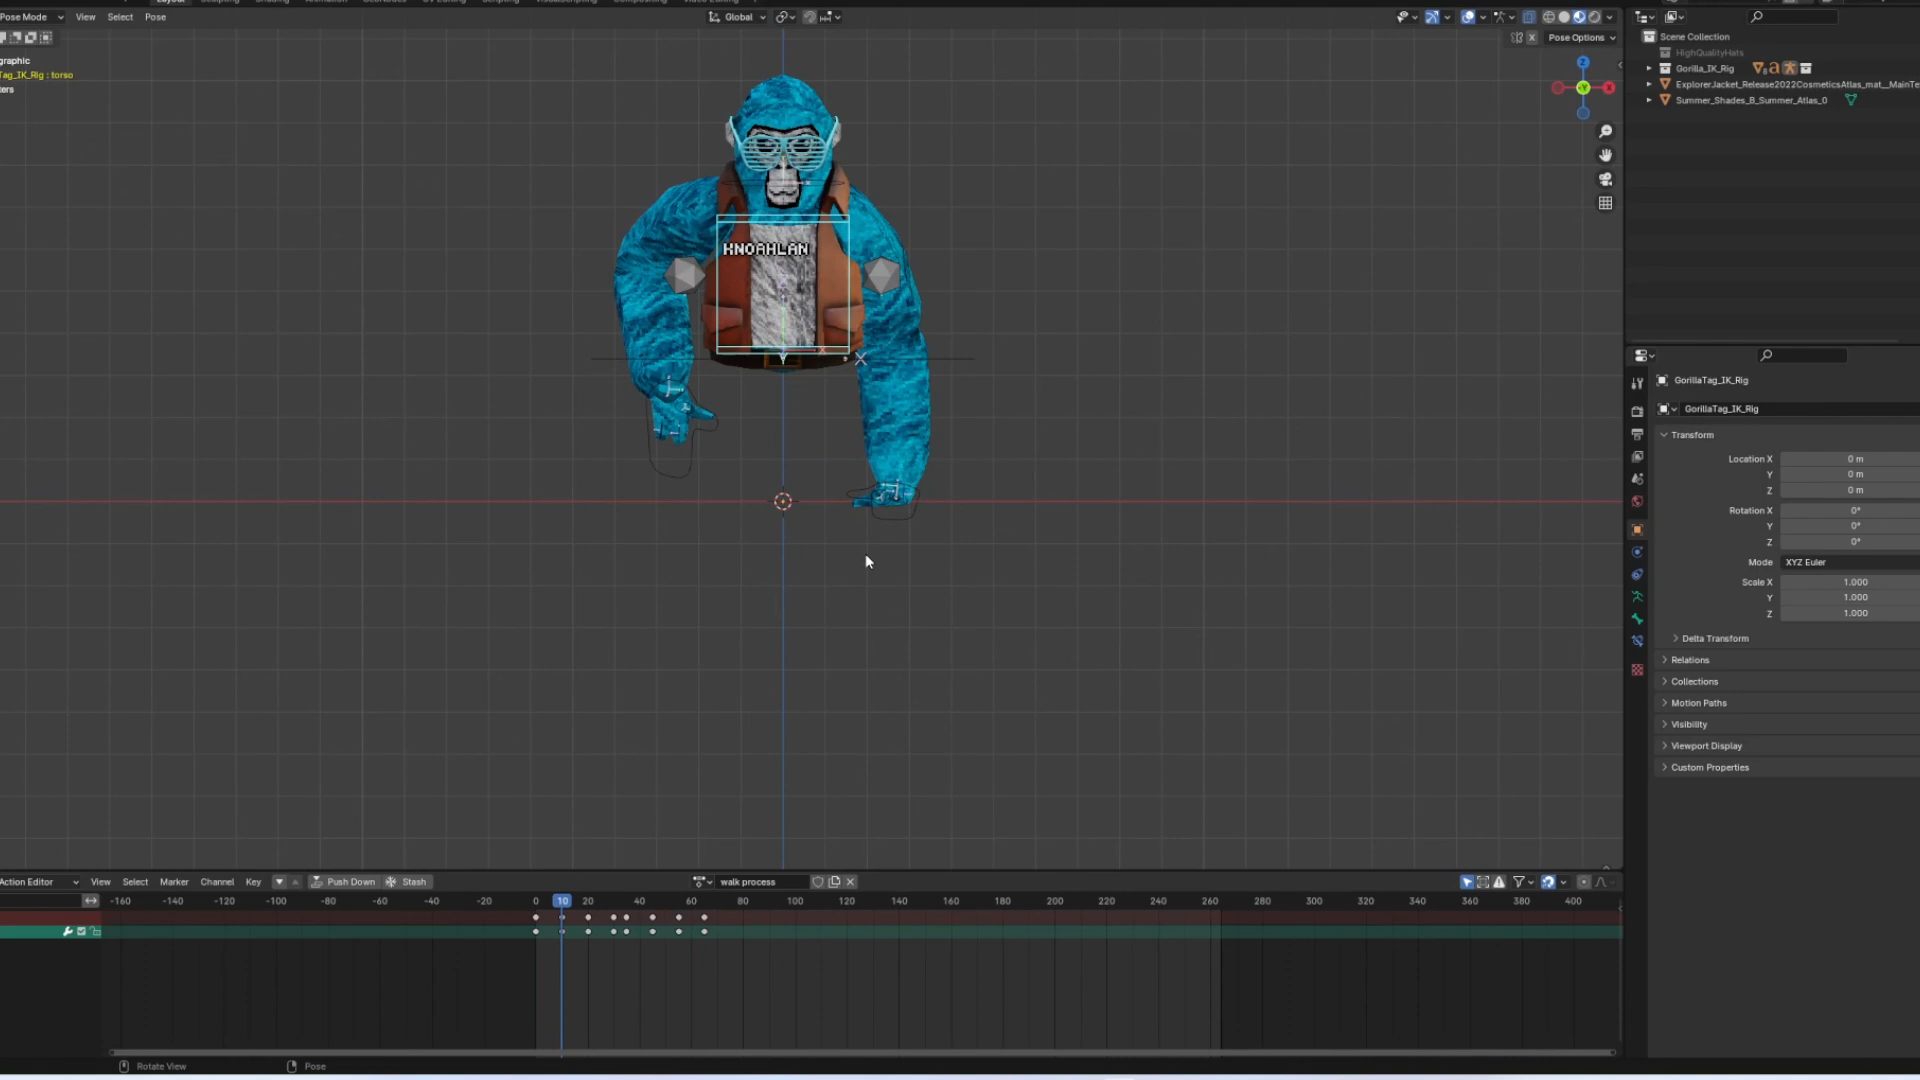 Pose Mode View Select Pose
Global
Pose Options
graphic
Tag_IK_Rig : torso
ters
Z
Y
X
KNOAHLAN
Scene Collection
HighQualityHats
Gorilla_IK_Rig
ExplorerJacket_Release2022CosmeticsAtlas_mat__MainTe
Summer_Shades_B_Summer_Atlas_0
GorillaTag_IK_Rig
GorillaTag_IK_Rig
Transform
Location X 0 m
Y 0 m
Z 0 m
Rotation X 0°
Y 0°
Z 0°
Mode XYZ Euler
Scale X 1.000
Y 1.000
Z 1.000
Delta Transform
Relations
Collections
Motion Paths
Visibility
Viewport Display
Custom Properties
Action Editor View Select Marker Channel Key Push Down Stash walk process
-160 -140 -120 -100 -80 -60 -40 -20 0 10 20 40 60 80 100 120 140 160 180 200 220 240 260 280 300 320 340 360 380 400
Rotate View Pose